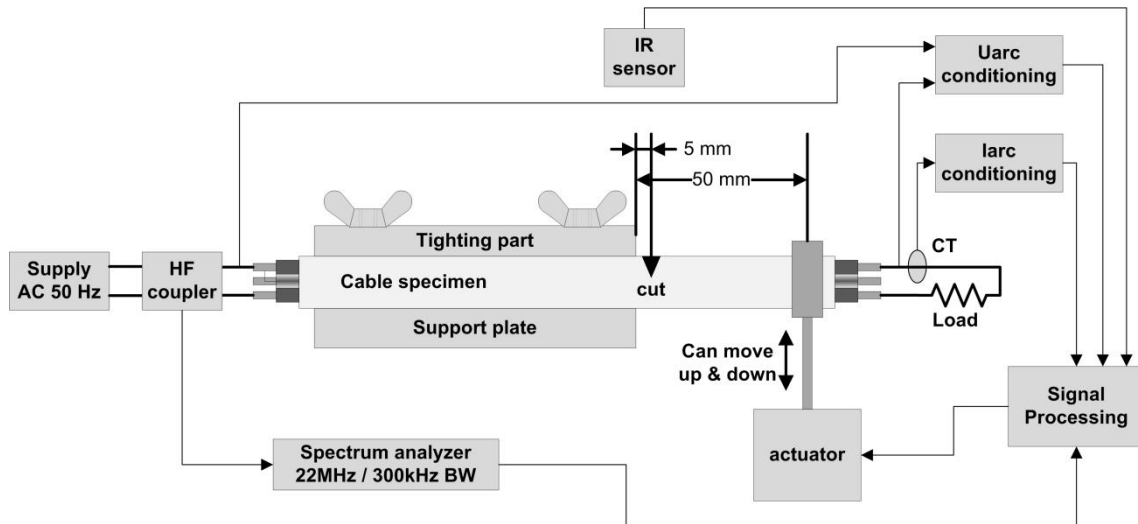 IR
sensor
Uarc
conditioning
Iarc
conditioning
5 mm
50 mm
Tighting part
CT
Supply
AC 50 Hz
HF
coupler
Cable specimen
cut
Load
Support plate
Can move
up & down
Signal
Processing
Spectrum analyzer
22MHz / 300kHz BW
actuator